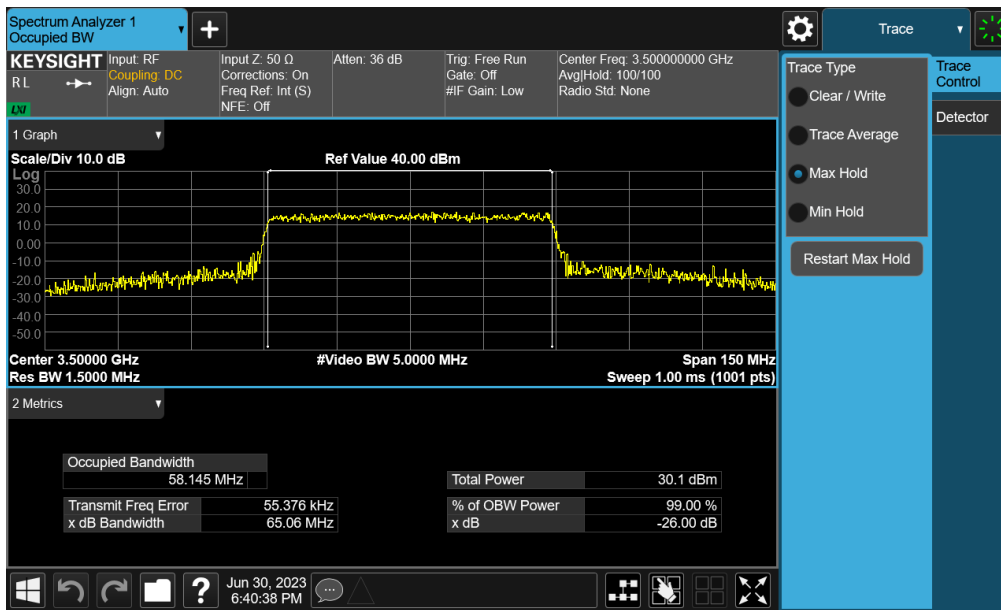 Spectrum Analyzer 1
Occupied BW
+
Trace
KEYSIGHT
R L
LXI
Input: RF
Coupling: DC
Align: Auto
Input Z: 50 Ω
Corrections: On
Freq Ref: Int (S)
NFE: Off
Atten: 36 dB
Trig: Free Run
Gate: Off
#IF Gain: Low
Center Freq: 3.500000000 GHz
Avg|Hold: 100/100
Radio Std: None
Trace Type
Clear / Write
Trace Average
Max Hold
Min Hold
Restart Max Hold
Trace
Control
Detector
1 Graph
Scale/Div 10.0 dB
Ref Value 40.00 dBm
Log
30.0
20.0
10.0
0.00
-10.0
-20.0
-30.0
-40.0
-50.0
Center 3.50000 GHz
#Video BW 5.0000 MHz
Span 150 MHz
Res BW 1.5000 MHz
Sweep 1.00 ms (1001 pts)
2 Metrics
Occupied Bandwidth
58.145 MHz
Total Power 30.1 dBm
Transmit Freq Error 55.376 kHz
% of OBW Power 99.00 %
x dB Bandwidth 65.06 MHz
x dB -26.00 dB
?
Jun 30, 2023
6:40:38 PM